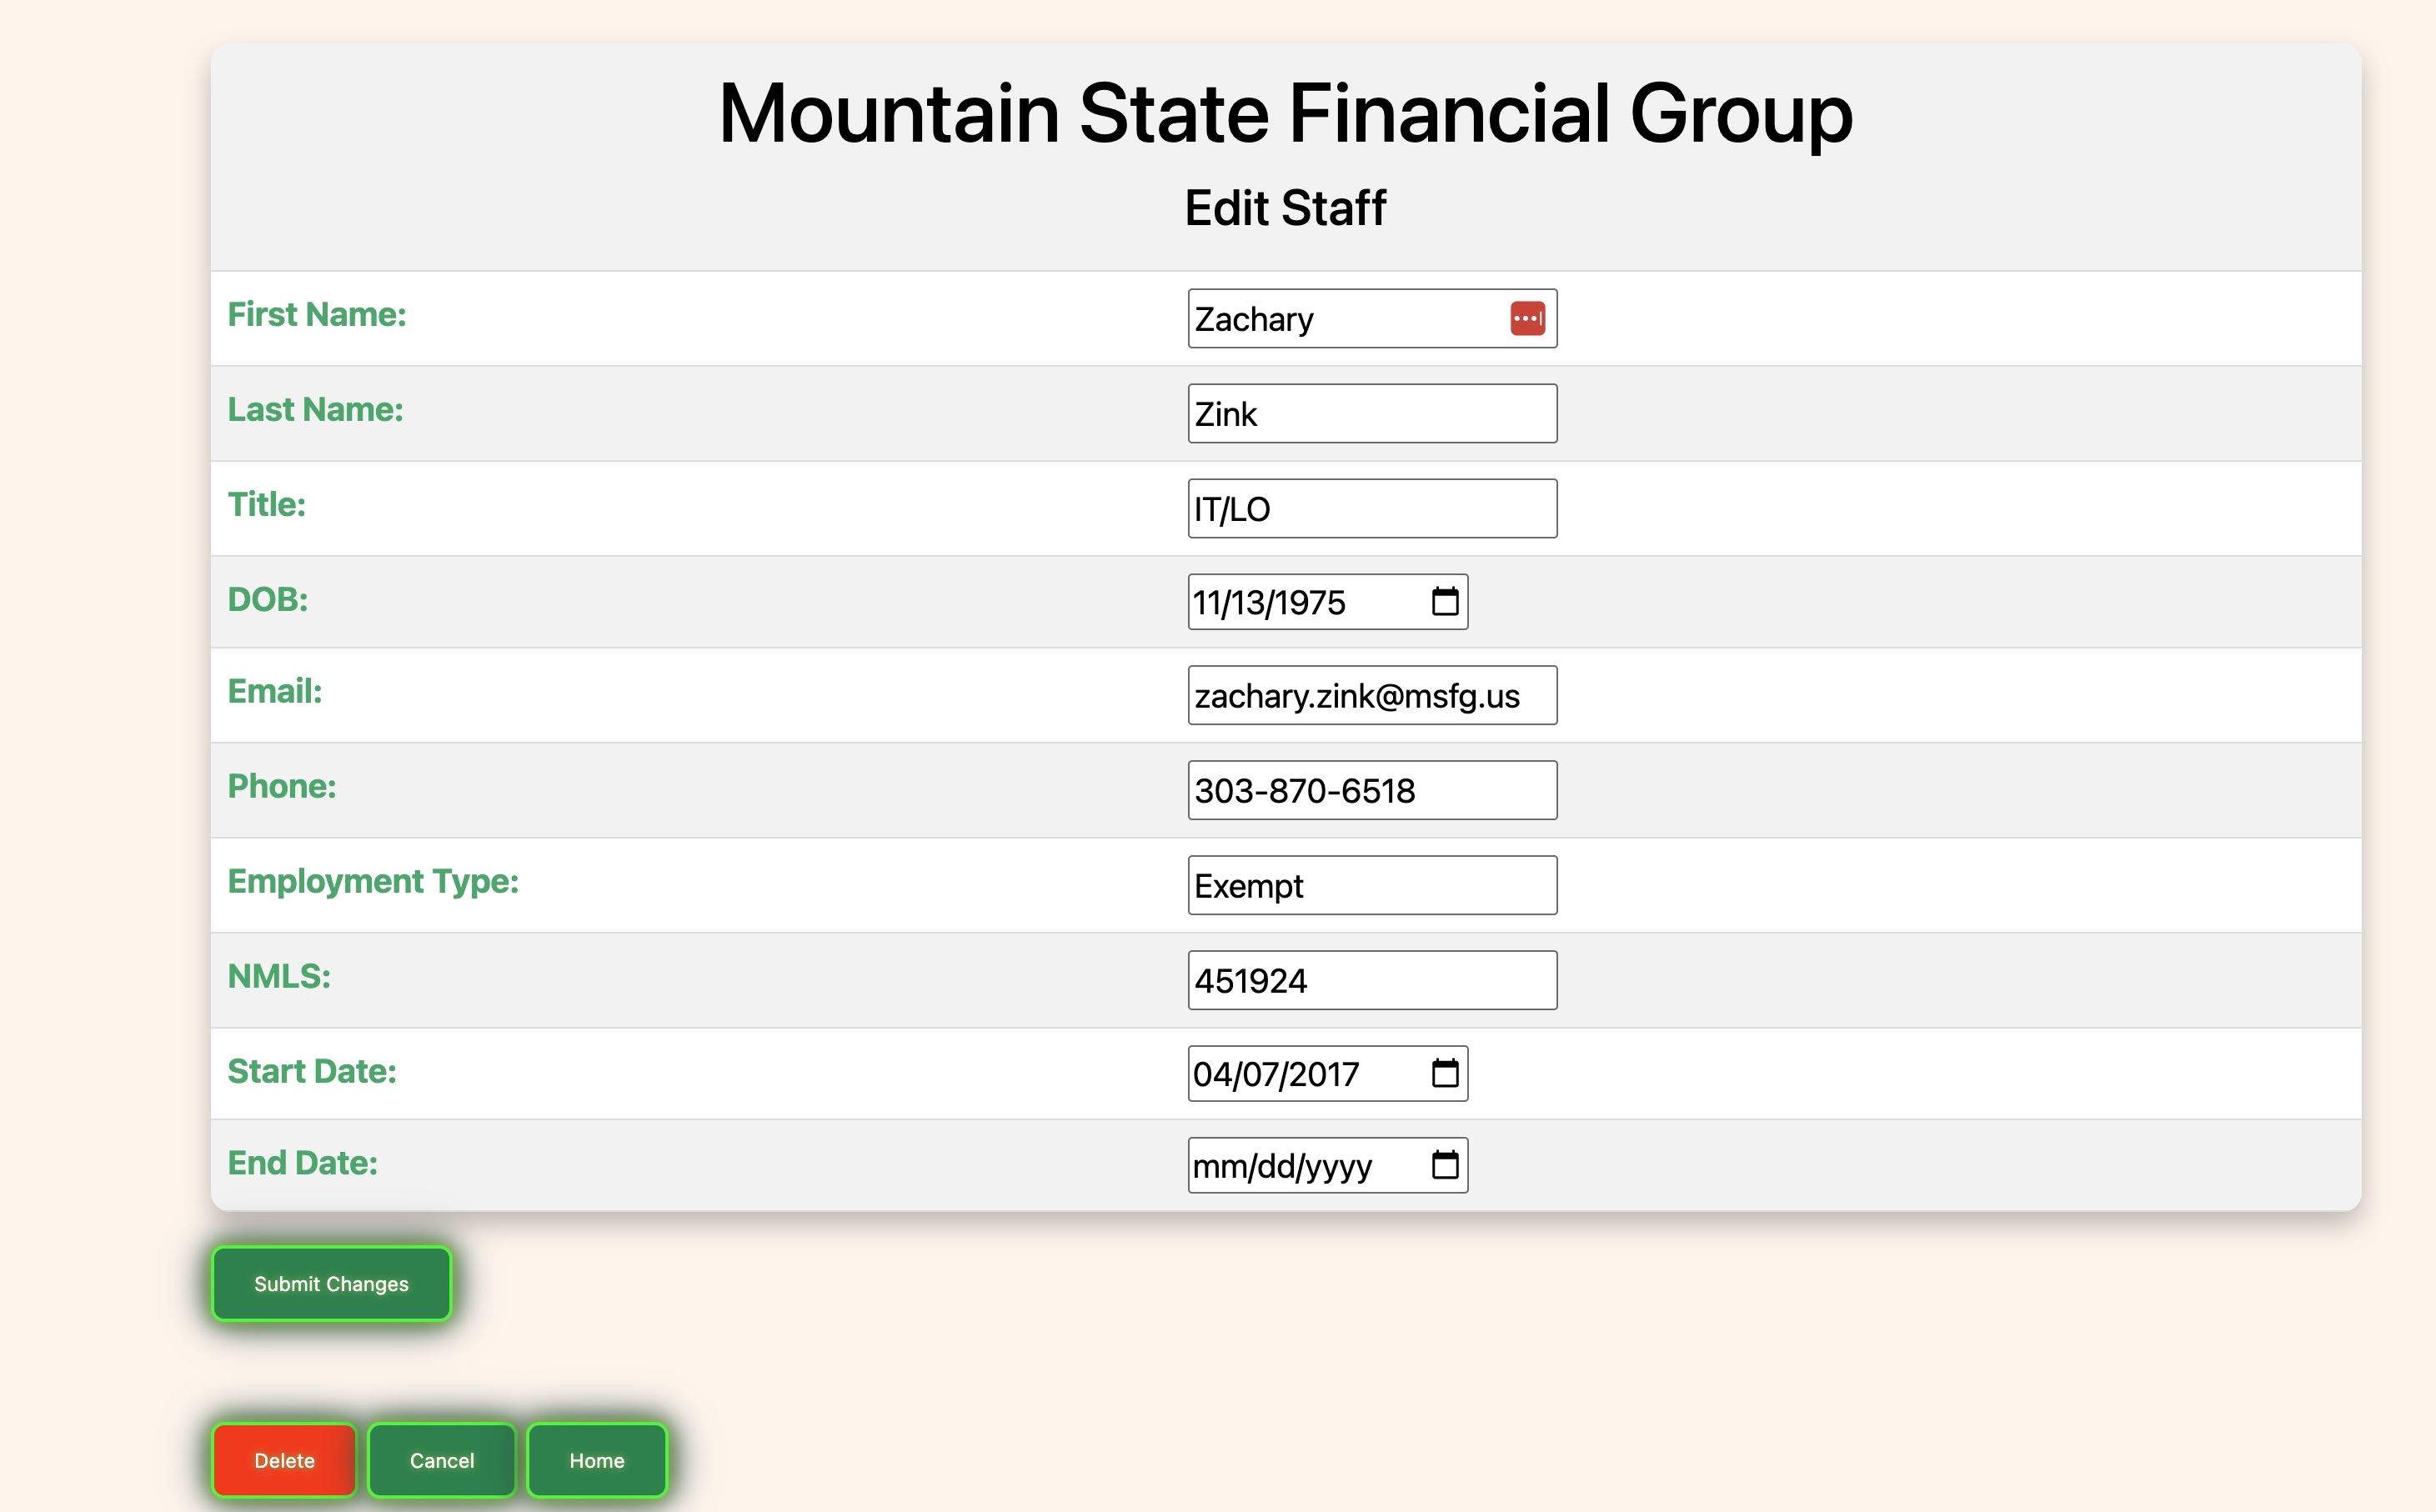 Mountain State Financial Group
Edit Staff
First Name: Zachary
Last Name: Zink
Title: IT/LO
DOB: 11/13/1975
Email: zachary.zink@msfg.us
Phone: 303-870-6518
Employment Type: Exempt
NMLS: 451924
Start Date: 04/07/2017
End Date: mm/dd/yyyy
Submit Changes
Delete Cancel Home